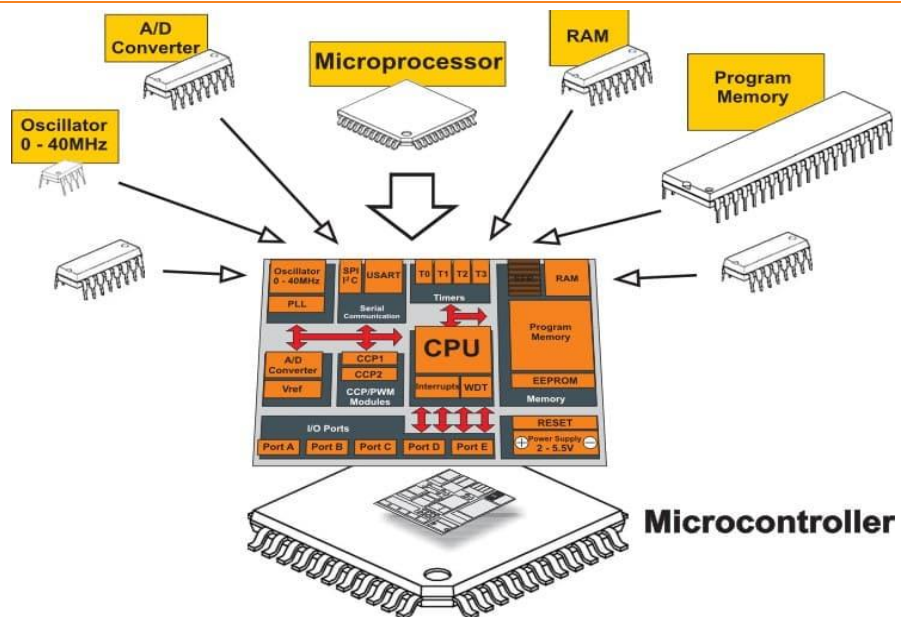 A/D
Converter
Microprocessor
RAM
Program
Memory
Oscillator
0 - 40MHz
Oscillator
0 - 40MHz
PLL
SPI
I²C
USART
Serial
Communication
T0 T1 T2 T3
Timers
RAM
Program
Memory
EEPROM
Memory
A/D
Converter
Vref
CCP1
CCP2
CCP/PWM
Modules
CPU
Interrupts
WDT
I/O Ports
Port A Port B Port C Port D Port E
RESET
+ Power Supply −
2 - 5.5V
Microcontroller